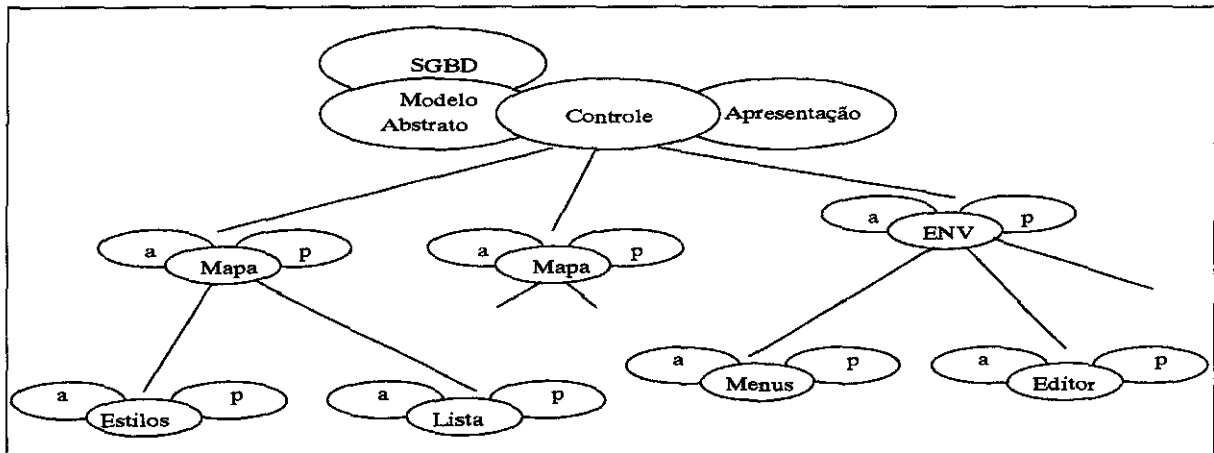 SGBD
Modelo
Abstrato
Controle
Apresentação
a
p
ENV
a
Mapa
p
a
Mapa
p
a
Menus
p
a
Editor
p
a
Estilos
p
a
Lista
p